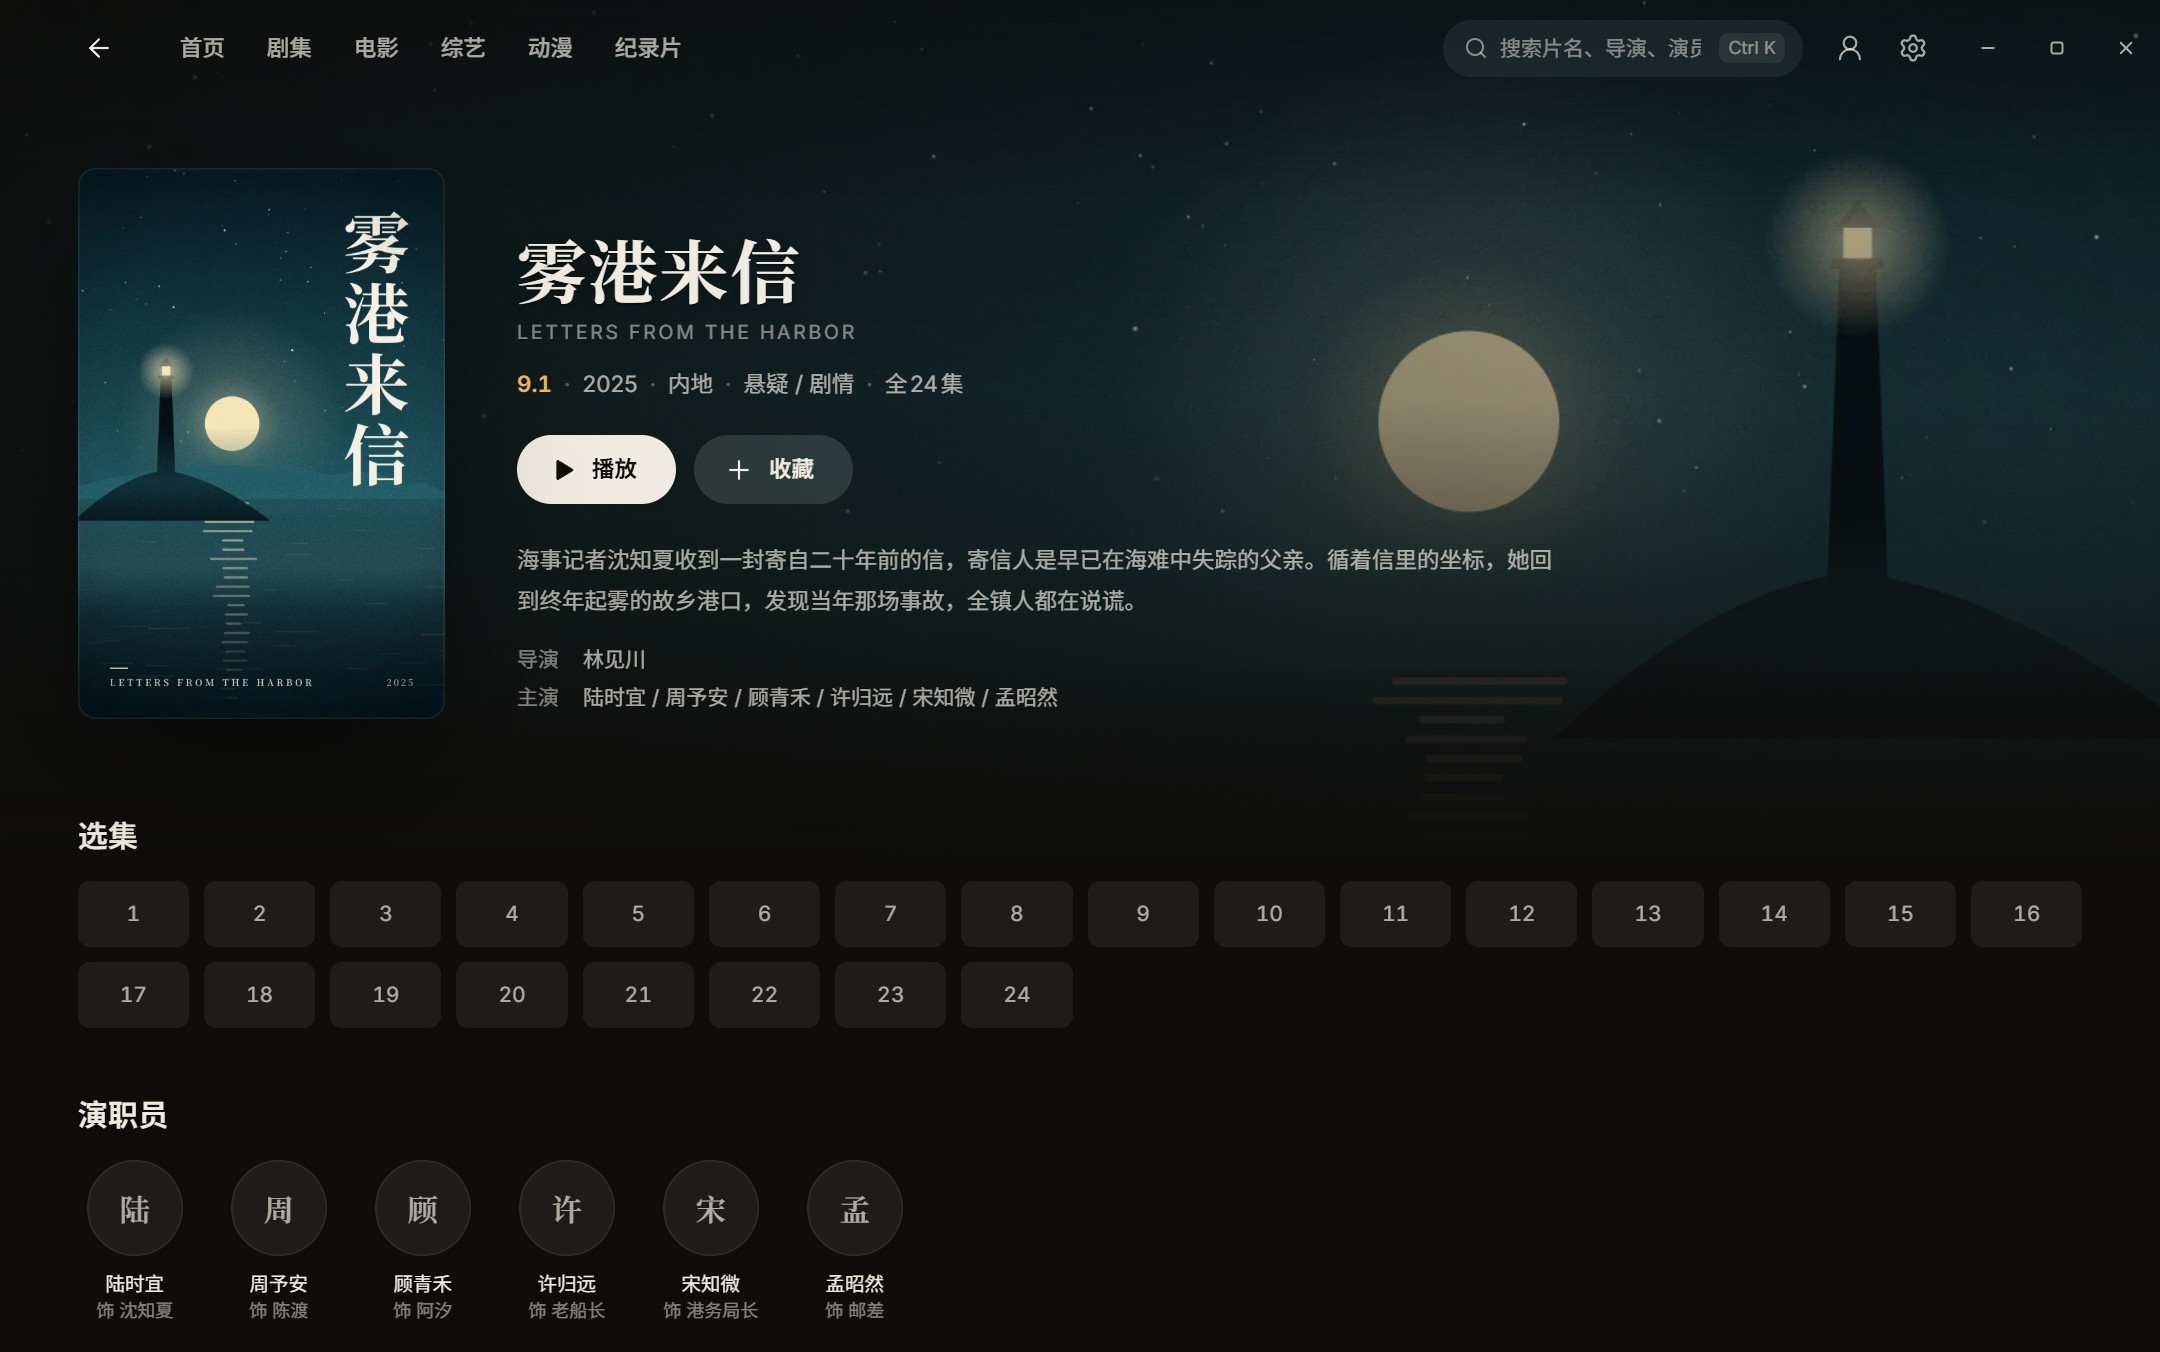 首页 剧集 电影 综艺 动漫 纪录片 搜索片名、导演、演 Ctrl K
雾港来信
LETTERS FROM THE HARBOR 2025
雾港来信
LETTERS FROM THE HARBOR
9.1 · 2025 · 内地 · 悬疑 / 剧情 · 全24集
播放 收藏
海事记者沈知夏收到一封寄自二十年前的信，寄信人是早已在海难中失踪的父亲。循着信里的坐标，她回
到终年起雾的故乡港口，发现当年那场事故，全镇人都在说谎。
导演 林见川
主演 陆时宜 / 周予安 / 顾青禾 / 许归远 / 宋知微 / 孟昭然
选集
1 2 3 4 5 6 7 8 9 10 11 12 13 14 15 16
17 18 19 20 21 22 23 24
演职员
陆 周 顾 许 宋 孟
陆时宜 周予安 顾青禾 许归远 宋知微 孟昭然
饰 沈知夏 饰 陈渡 饰 阿汐 饰 老船长 饰 港务局长 饰 邮差